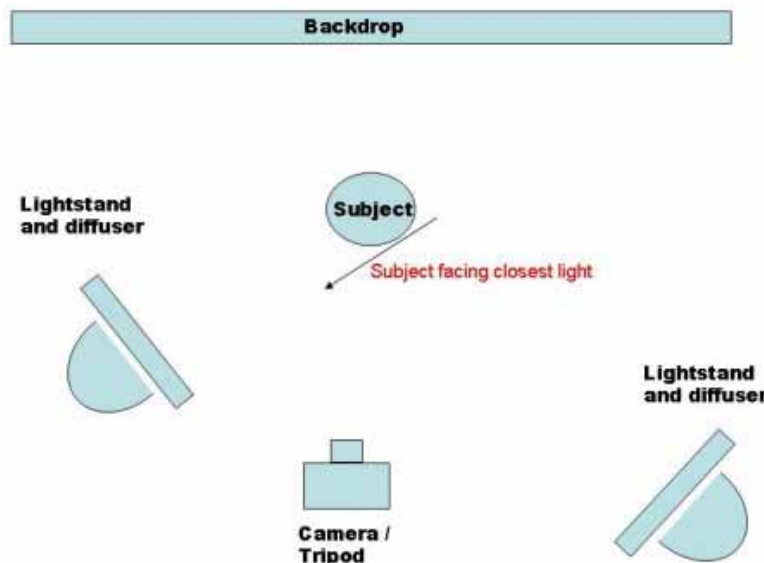 Backdrop
Lightstand
and diffuser
Subject
Subject facing closest light
Lightstand
and diffuser
Camera /
Tripod